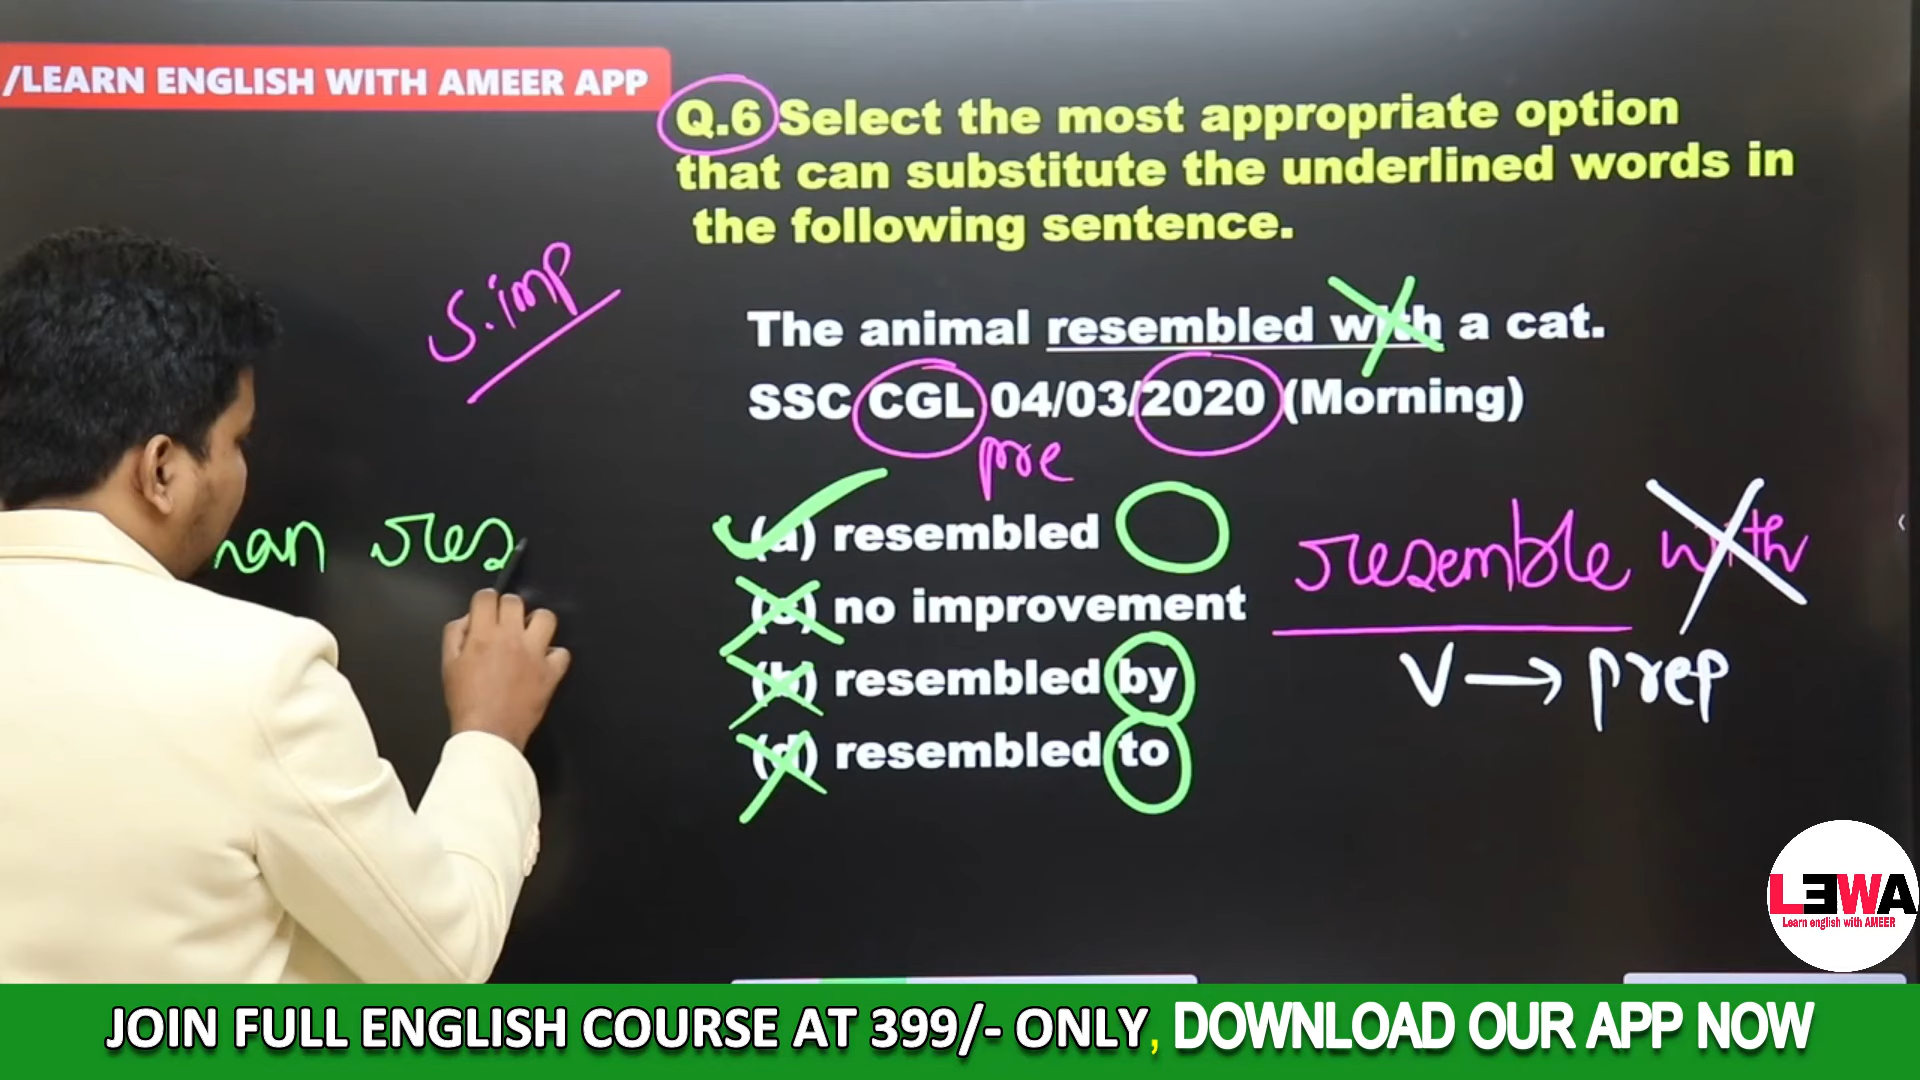 /LEARN ENGLISH WITH AMEER APP
Q.6 Select the most appropriate option
that can substitute the underlined words in
the following sentence.
S.imp
The animal resembled with a cat.
SSC CGL 04/03/2020 (Morning)
pre
(a) resembled
resemble with
man res
(c) no improvement
V → prep
(b) resembled by
(d) resembled to
LEWA
Learn english with AMEER
JOIN FULL ENGLISH COURSE AT 399/- ONLY, DOWNLOAD OUR APP NOW